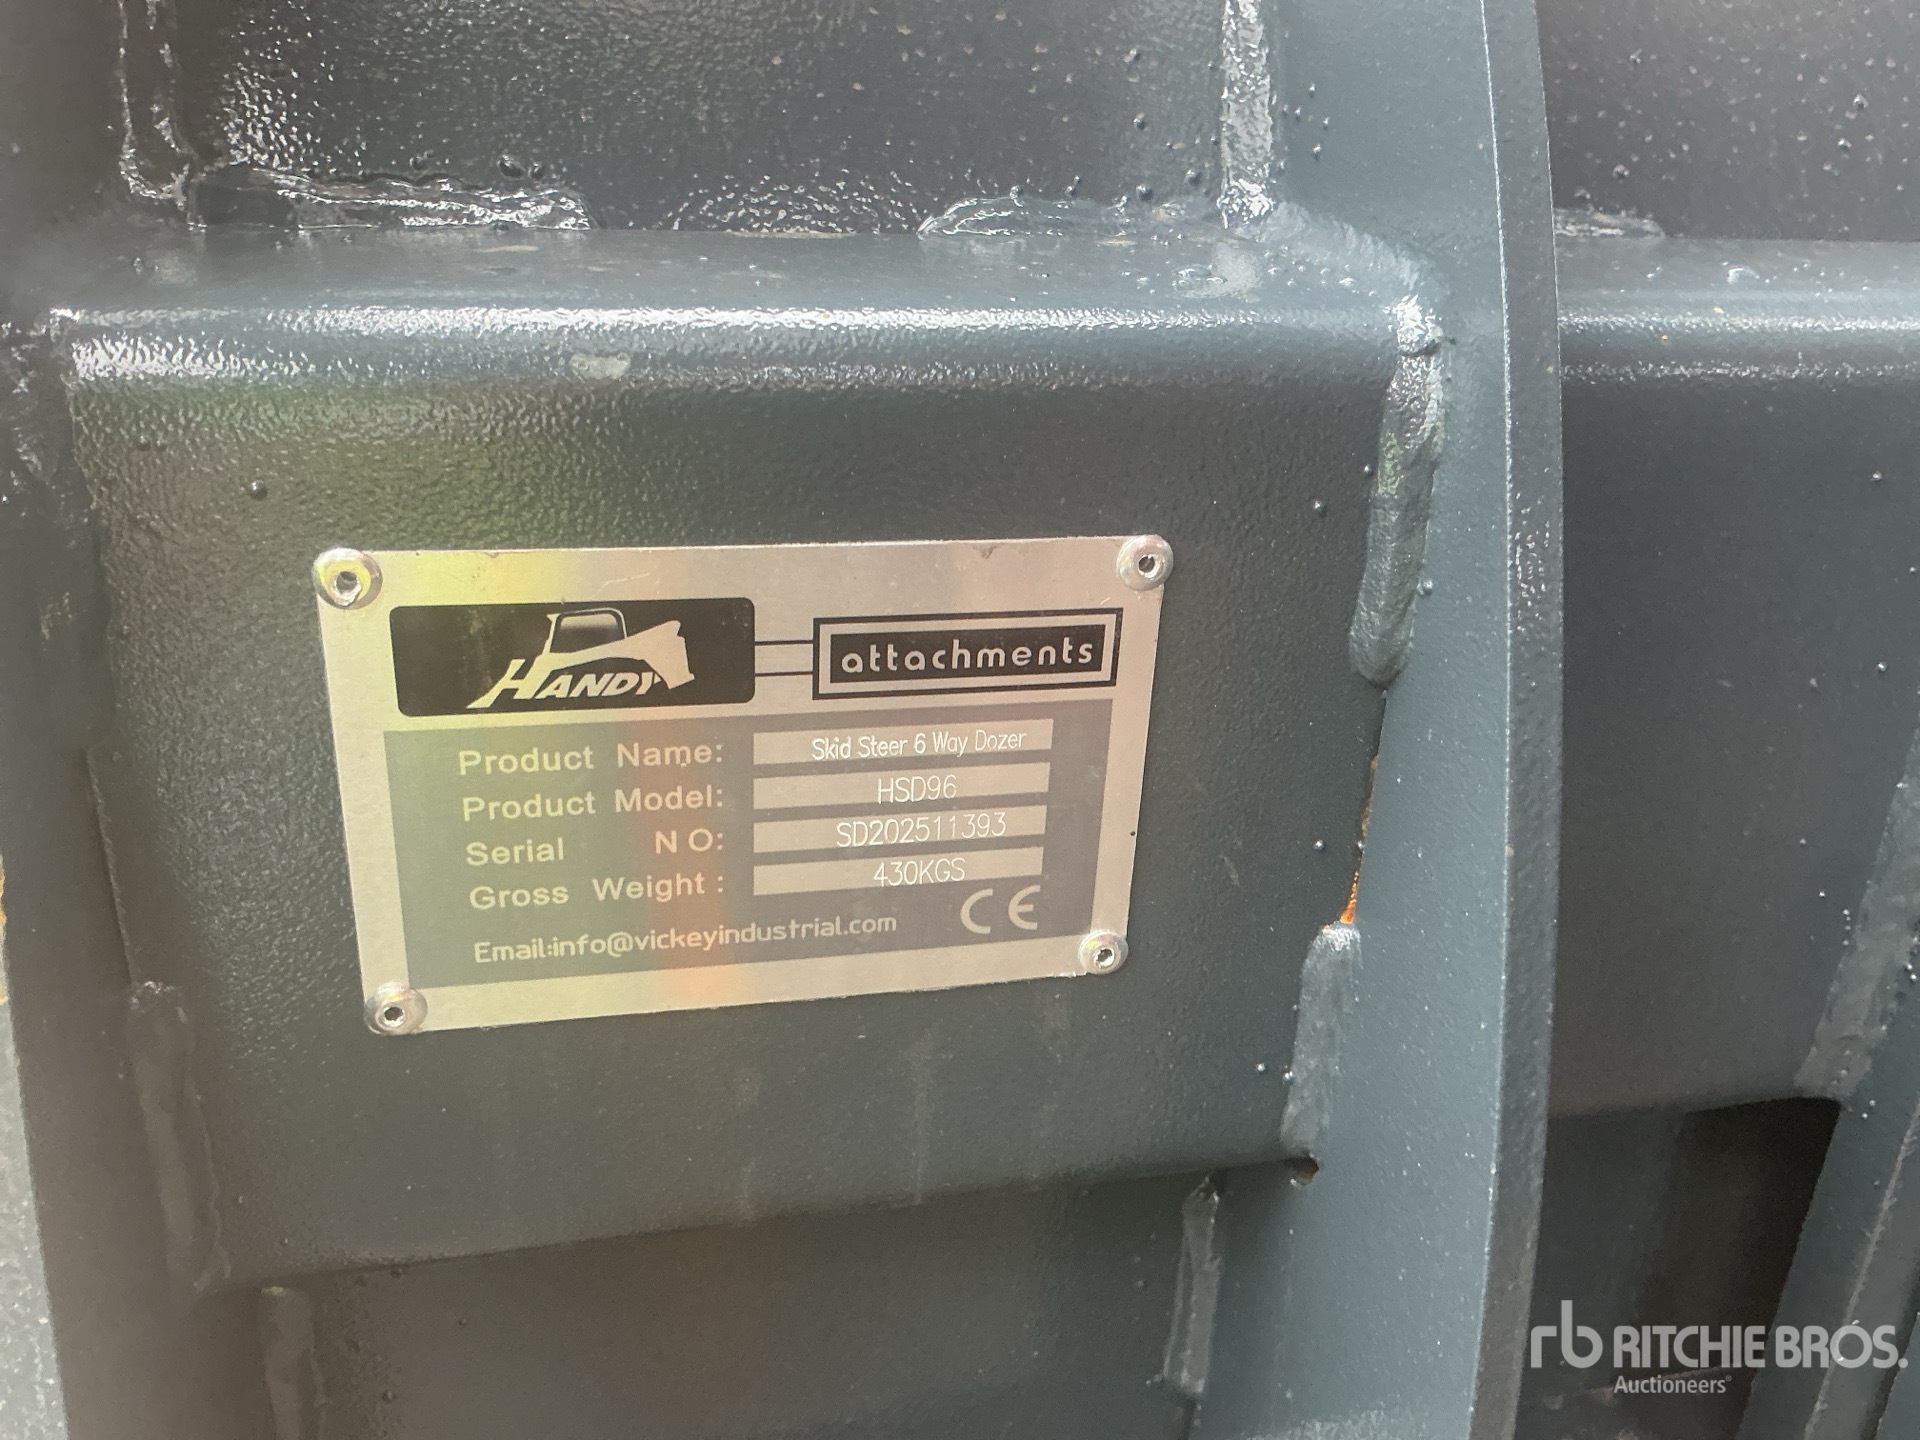 HANDY attachments
Product Name: Skid Steer 6 Way Dozer
Product Model: HSD96
Serial NO: SD202511393
Gross Weight: 430KGS
Email:info@vickeyindustrial.com CE
rb RITCHIE BROS.
Auctioneers